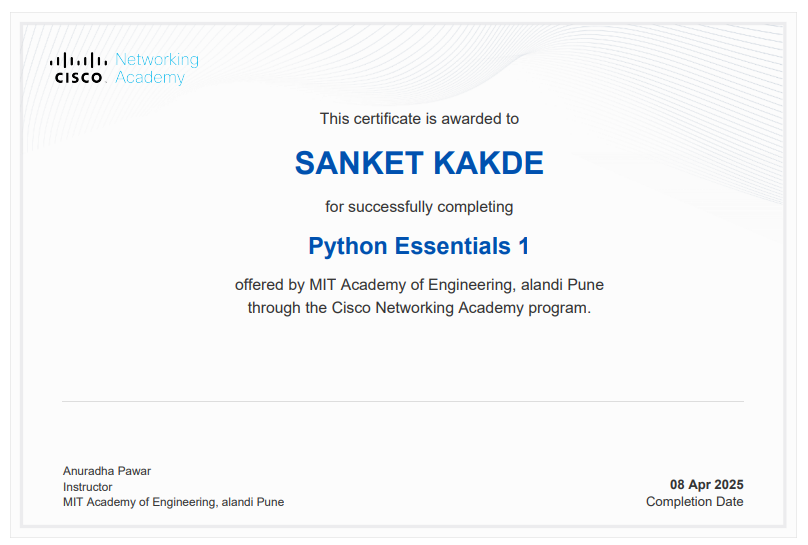 Networking
CISCO. Academy
This certificate is awarded to
SANKET KAKDE
for successfully completing
Python Essentials 1
offered by MIT Academy of Engineering, alandi Pune
through the Cisco Networking Academy program.
Anuradha Pawar
Instructor
MIT Academy of Engineering, alandi Pune
08 Apr 2025
Completion Date